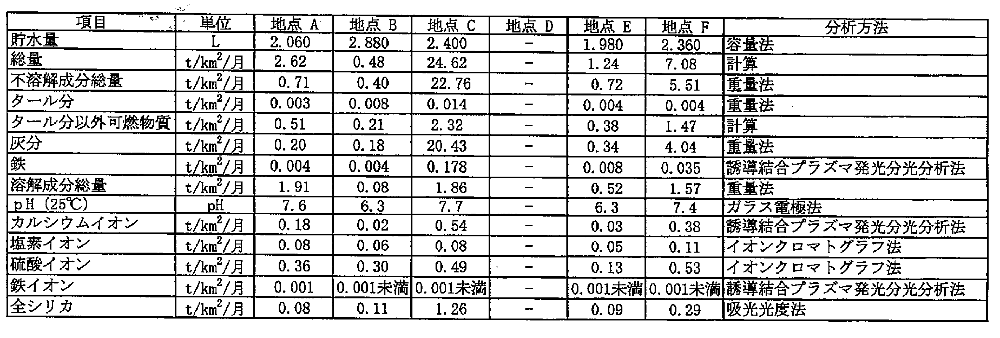 項目 単位 地点 A 地点 B 地点 C 地点 D 地点 E 地点 F 分析方法
貯水量 L 2.060 2.880 2.400 - 1.980 2.360 容量法
総量 t/km²/月 2.62 0.48 24.62 - 1.24 7.08 計算
不溶解成分総量 t/km²/月 0.71 0.40 22.76 - 0.72 5.51 重量法
タール分 t/km²/月 0.003 0.008 0.014 - 0.004 0.004 重量法
タール分以外可燃物質 t/km²/月 0.51 0.21 2.32 - 0.38 1.47 計算
灰分 t/km²/月 0.20 0.18 20.43 - 0.34 4.04 重量法
鉄 t/km²/月 0.004 0.004 0.178 - 0.008 0.035 誘導結合プラズマ発光分光分析法
溶解成分総量 t/km²/月 1.91 0.08 1.86 - 0.52 1.57 重量法
pH (25℃) pH 7.6 6.3 7.7 - 6.3 7.4 ガラス電極法
カルシウムイオン t/km²/月 0.18 0.02 0.54 - 0.03 0.38 誘導結合プラズマ発光分光分析法
塩素イオン t/km²/月 0.08 0.06 0.08 - 0.05 0.11 イオンクロマトグラフ法
硫酸イオン t/km²/月 0.36 0.30 0.49 - 0.13 0.53 イオンクロマトグラフ法
鉄イオン t/km²/月 0.001 0.001未満 0.001未満 - 0.001未満 0.001未満 誘導結合プラズマ発光分光分析法
全シリカ t/km²/月 0.08 0.11 1.26 - 0.09 0.29 吸光光度法